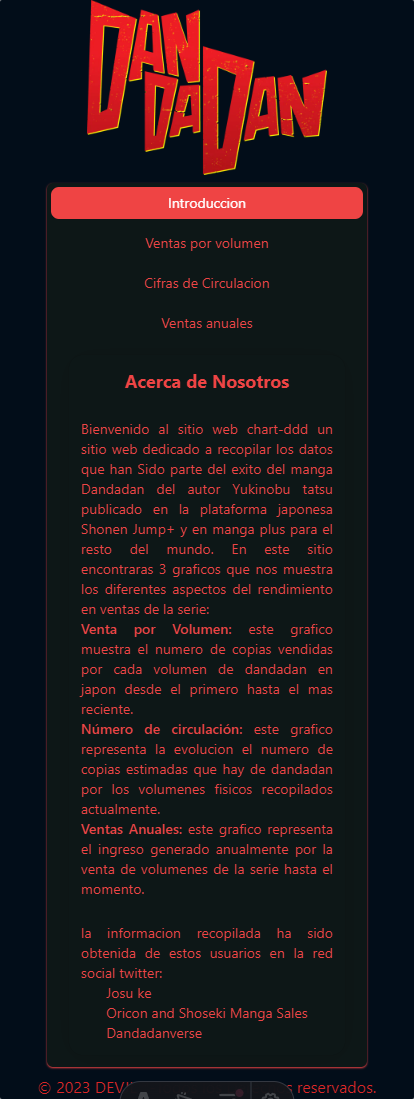 DAN
DA
DAN
Introduccion
Ventas por volumen
Cifras de Circulacion
Ventas anuales
Acerca de Nosotros
Bienvenido al sitio web chart-ddd un
sitio web dedicado a recopilar los datos
que han Sido parte del exito del manga
Dandadan del autor Yukinobu tatsu
publicado en la plataforma japonesa
Shonen Jump+ y en manga plus para el
resto del mundo. En este sitio
encontraras 3 graficos que nos muestra
los diferentes aspectos del rendimiento
en ventas de la serie:
Venta por Volumen: este grafico
muestra el numero de copias vendidas
por cada volumen de dandadan en
japon desde el primero hasta el mas
reciente.
Número de circulación: este grafico
representa la evolucion el numero de
copias estimadas que hay de dandadan
por los volumenes fisicos recopilados
actualmente.
Ventas Anuales: este grafico representa
el ingreso generado anualmente por la
venta de volumenes de la serie hasta el
momento.
la informacion recopilada ha sido
obtenida de estos usuarios en la red
social twitter:
Josu ke
Oricon and Shoseki Manga Sales
Dandadanverse
© 2023 reservados.